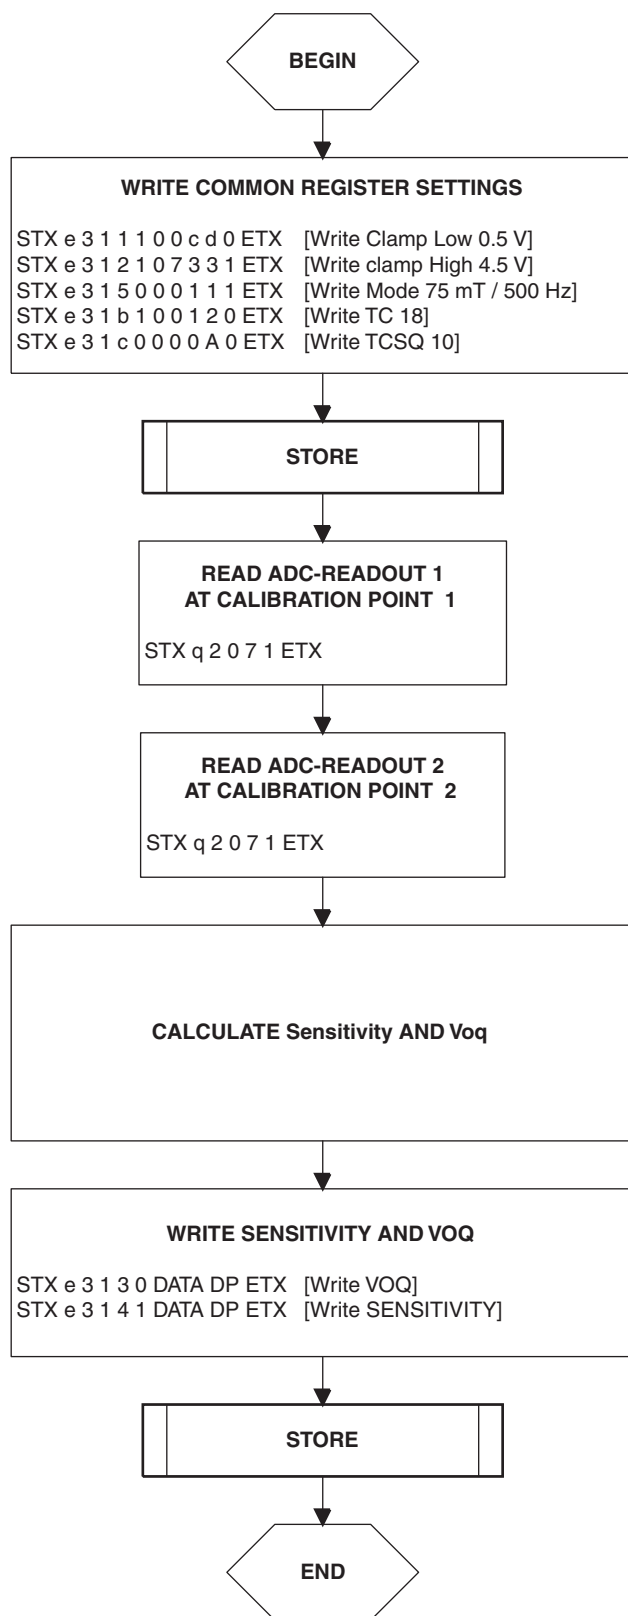 BEGIN
WRITE COMMON REGISTER SETTINGS
STX e 3 1 1 1 0 0 c d 0 ETX [Write Clamp Low 0.5 V]
STX e 3 1 2 1 0 7 3 3 1 ETX [Write clamp High 4.5 V]
STX e 3 1 5 0 0 0 1 1 1 ETX [Write Mode 75 mT / 500 Hz]
STX e 3 1 b 1 0 0 1 2 0 ETX [Write TC 18]
STX e 3 1 c 0 0 0 0 A 0 ETX [Write TCSQ 10]
STORE
READ ADC-READOUT 1
AT CALIBRATION POINT 1
STX q 2 0 7 1 ETX
READ ADC-READOUT 2
AT CALIBRATION POINT 2
STX q 2 0 7 1 ETX
CALCULATE Sensitivity AND Voq
WRITE SENSITIVITY AND VOQ
STX e 3 1 3 0 DATA DP ETX [Write VOQ]
STX e 3 1 4 1 DATA DP ETX [Write SENSITIVITY]
STORE
END